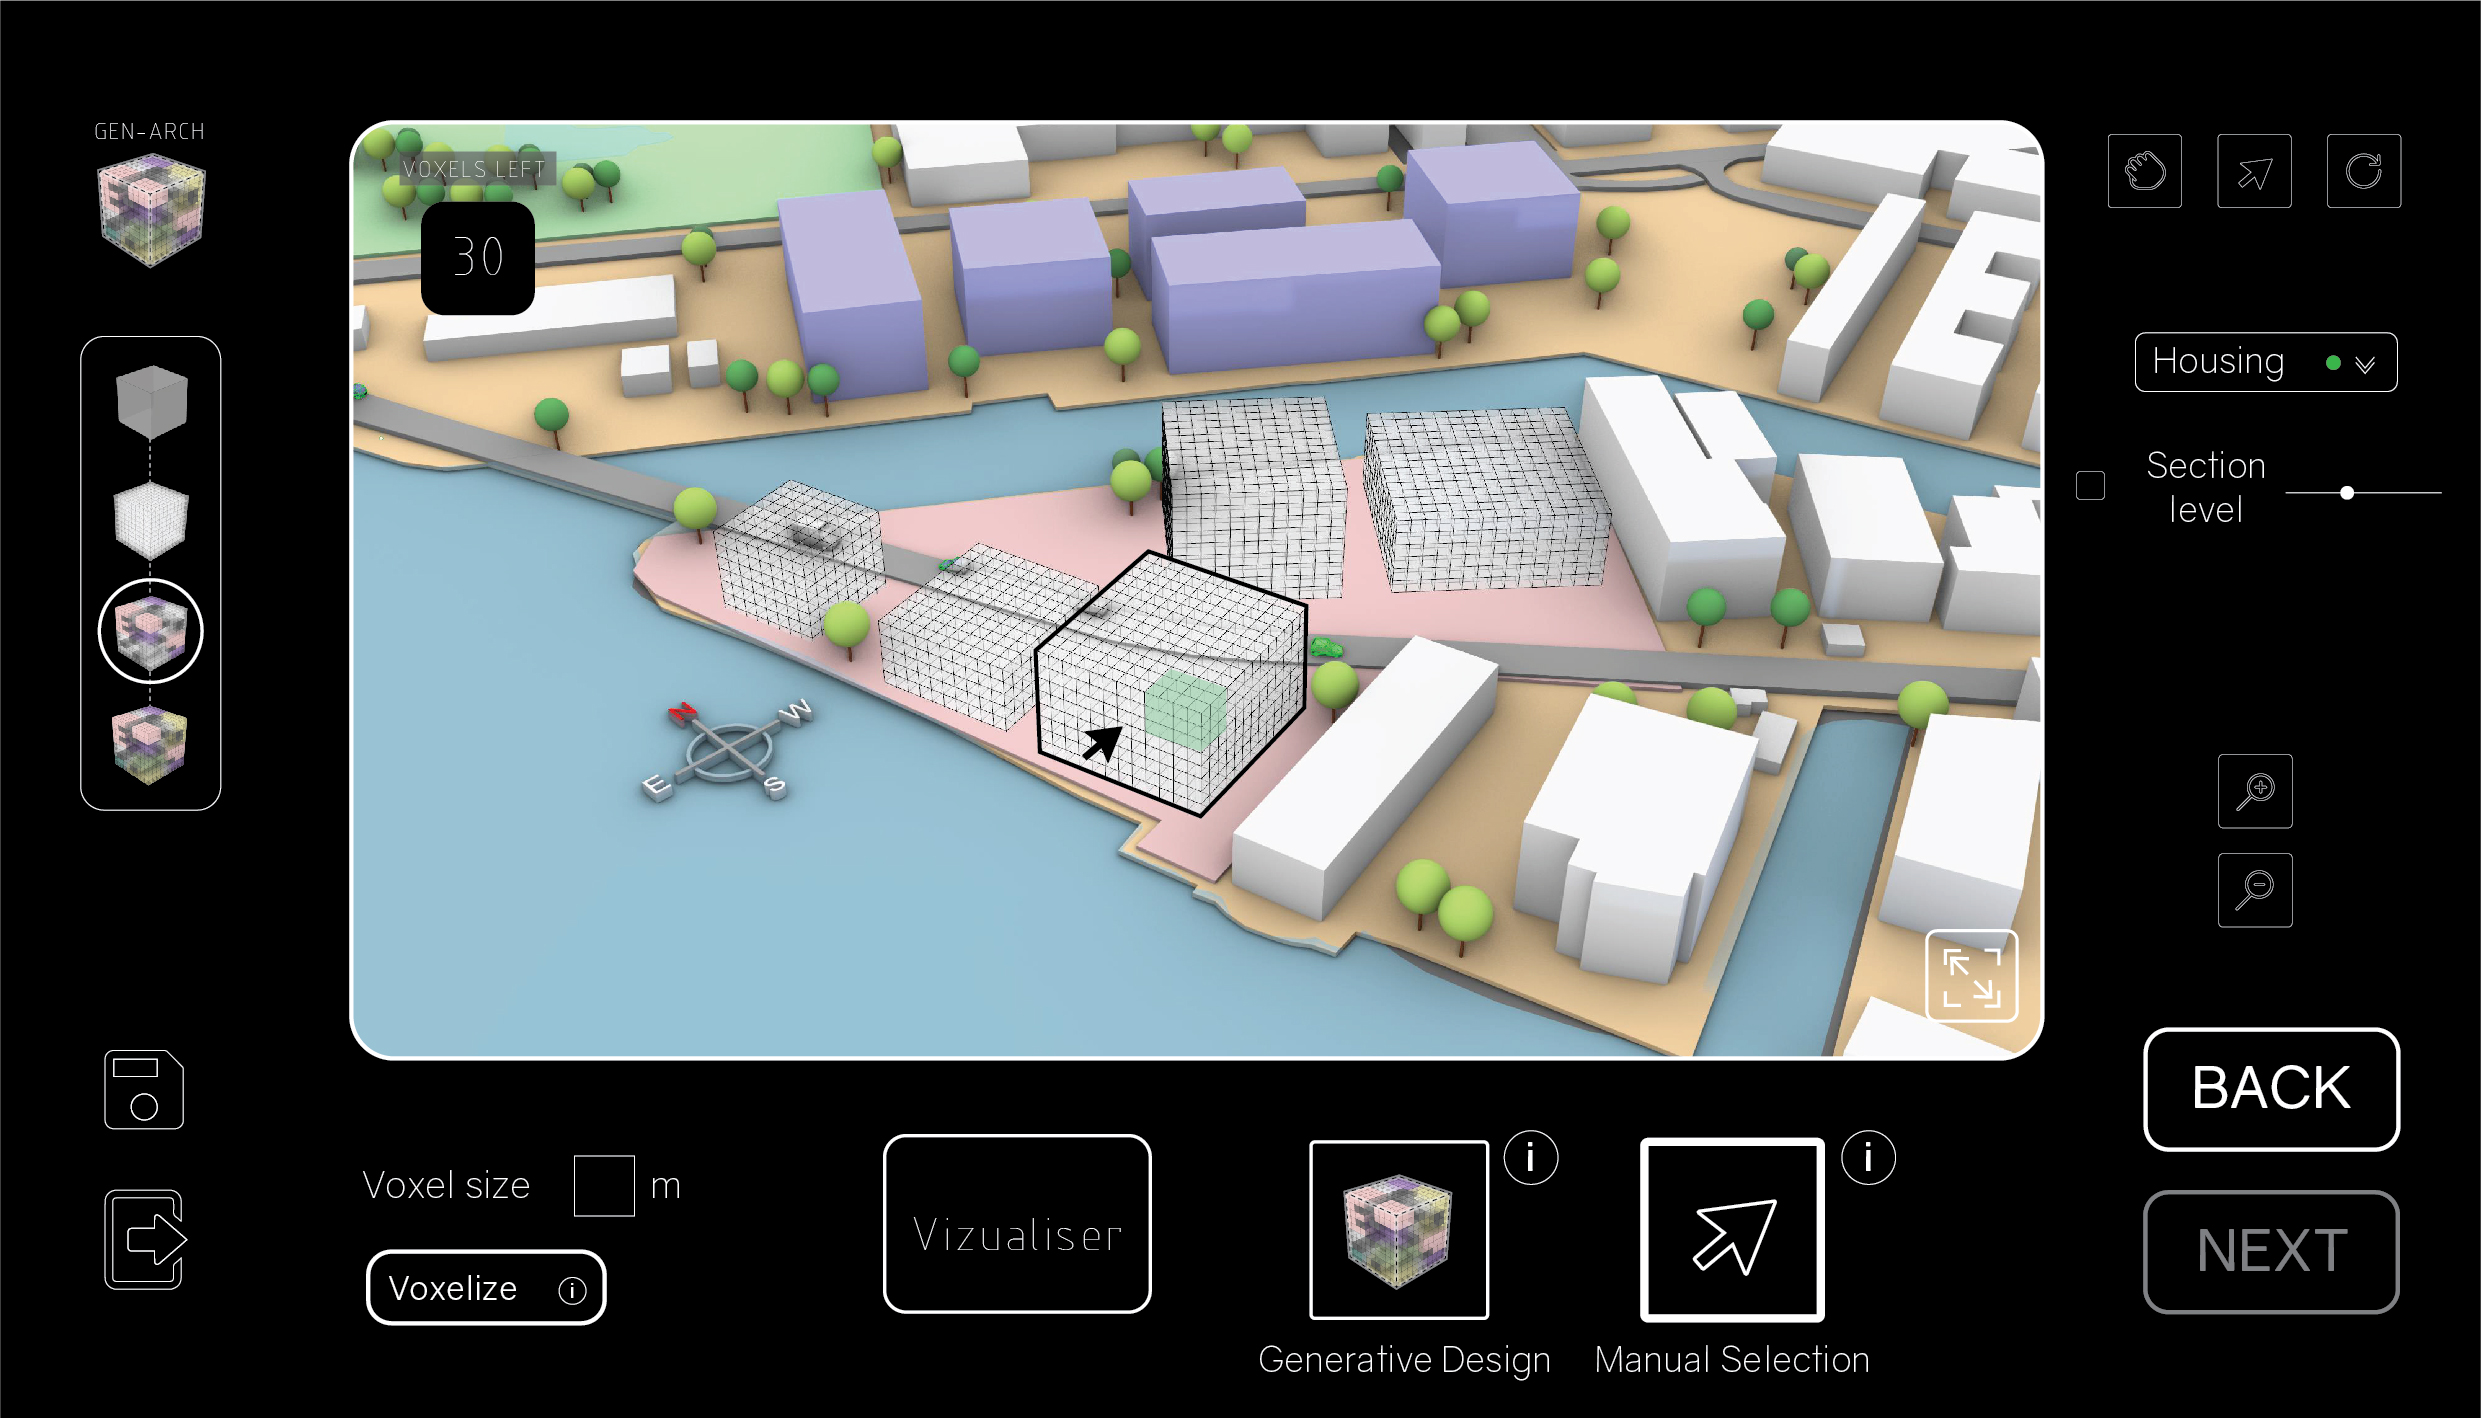 GEN-ARCH
VOXELS LEFT
30
Housing
Section
level
N
W
E
S
BACK
NEXT
Voxel size m
Voxelize i
Vizualiser
i
i
Generative Design
Manual Selection